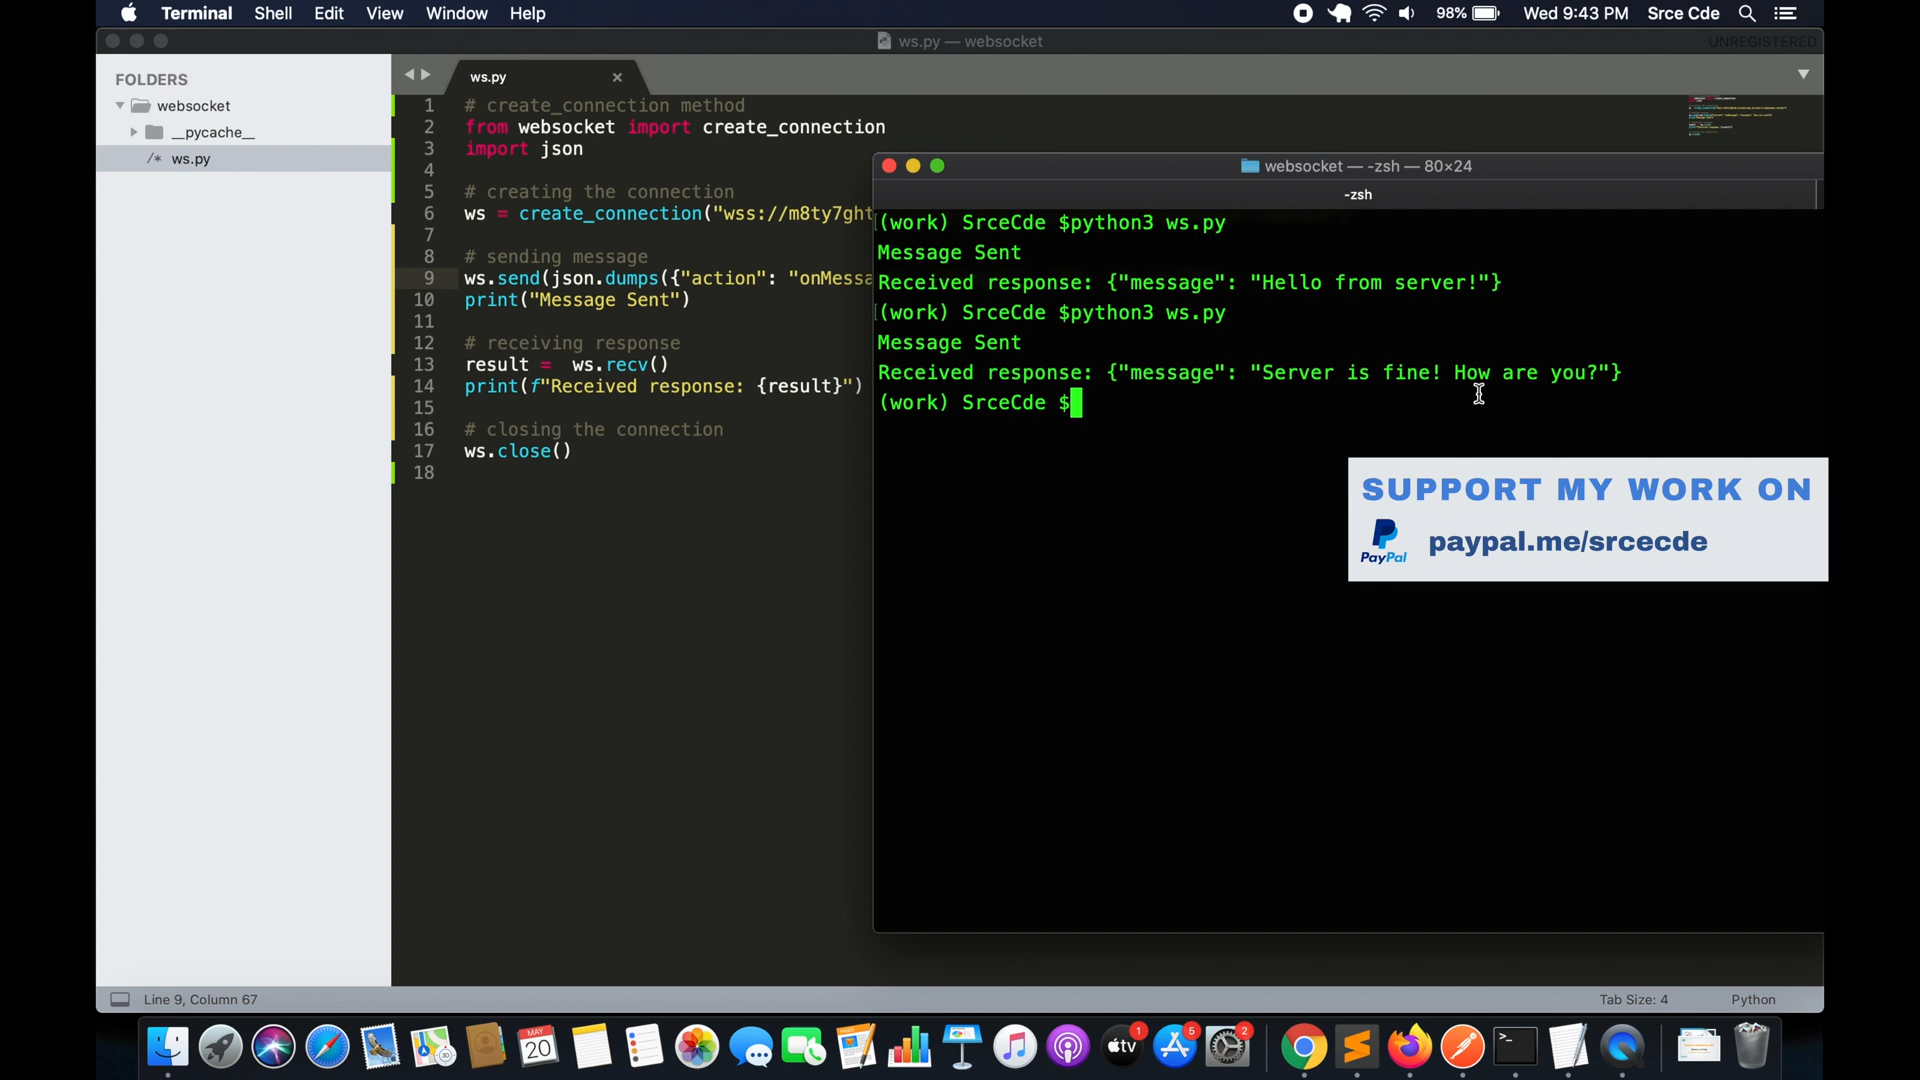 Terminal Shell Edit View Window Help
98% Wed 9:43 PM Srce Cde
ws.py — websocket
UNREGISTERED
FOLDERS
websocket
__pycache__
/* ws.py
ws.py
1 # create_connection method
2 from websocket import create_connection
3 import json
4
5 # creating the connection
6 ws = create_connection("wss://m8ty7ght
7
8 # sending message
9 ws.send(json.dumps({"action": "onMessa
10 print("Message Sent")
11
12 # receiving response
13 result = ws.recv()
14 print(f"Received response: {result}")
15
16 # closing the connection
17 ws.close()
18
websocket — -zsh — 80×24
-zsh
(work) SrceCde $python3 ws.py
Message Sent
Received response: {"message": "Hello from server!"}
(work) SrceCde $python3 ws.py
Message Sent
Received response: {"message": "Server is fine! How are you?"}
(work) SrceCde $
SUPPORT MY WORK ON
PayPal paypal.me/srcecde
Line 9, Column 67
Tab Size: 4 Python
MAY
20
tv
1
5
2
>_